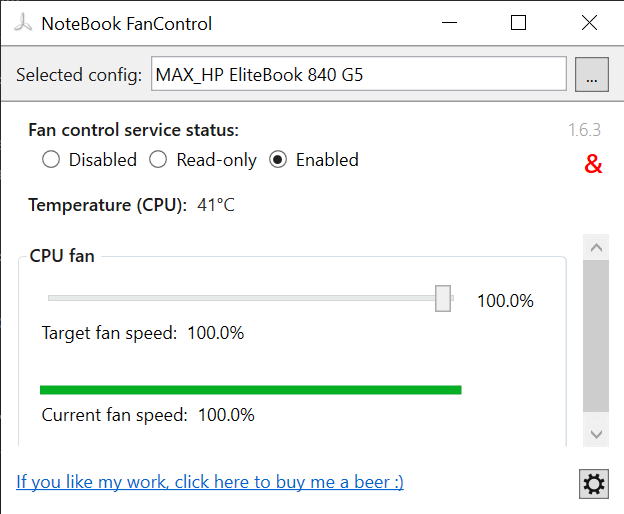 NoteBook FanControl
Selected config: MAX_HP EliteBook 840 G5 ...
Fan control service status: 1.6.3
Disabled Read-only Enabled &
Temperature (CPU): 41°C
CPU fan
100.0%
Target fan speed: 100.0%
Current fan speed: 100.0%
If you like my work, click here to buy me a beer :)